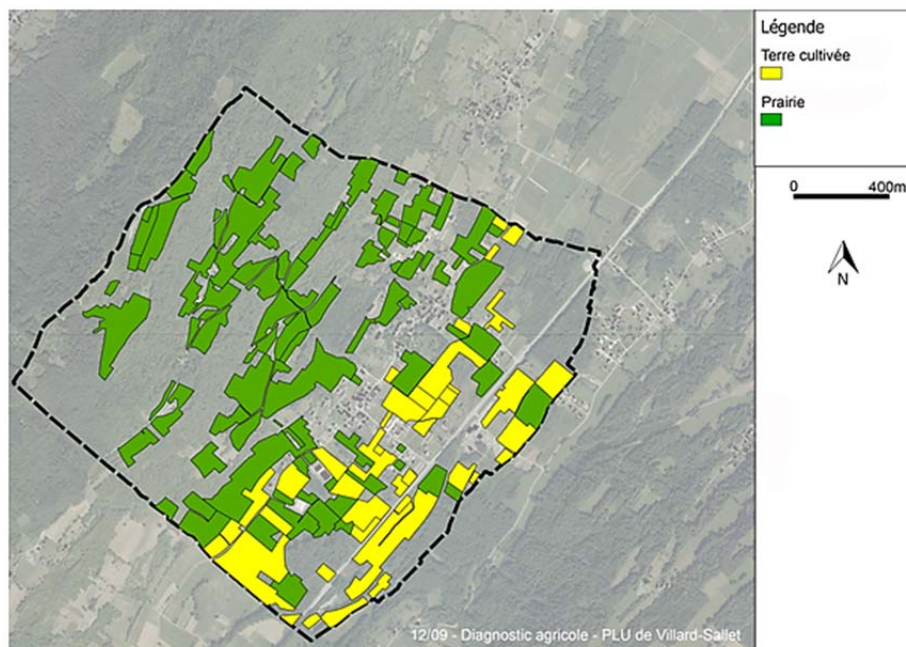 Légende
Terre cultivée
Prairie
0 400m
N
12/09 - Diagnostic agricole - PLU de Villard-Sallet